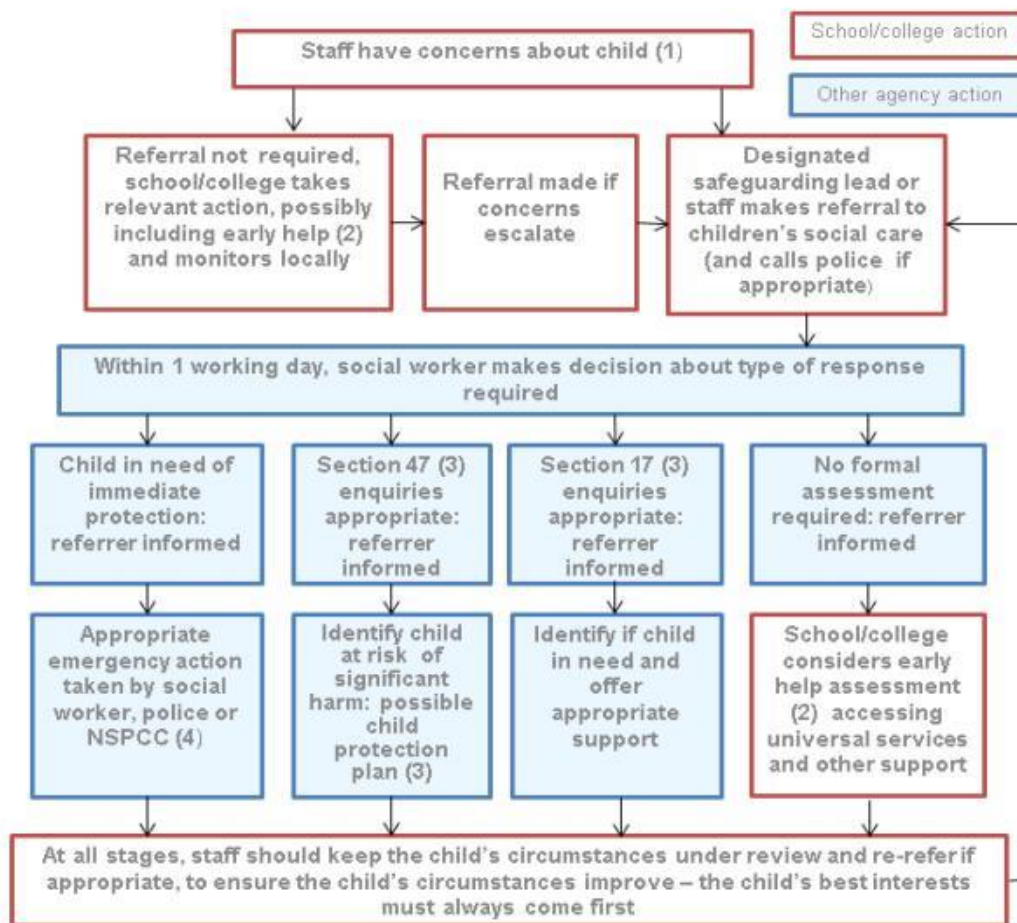 Staff have concerns about child (1)
School/college action
Other agency action
Referral not required,
school/college takes
relevant action, possibly
including early help (2)
and monitors locally
Referral made if
concerns
escalate
Designated
safeguarding lead or
staff makes referral to
children's social care
(and calls police if
appropriate)
Within 1 working day, social worker makes decision about type of response
required
Child in need of
immediate
protection:
referrer informed
Section 47 (3)
enquiries
appropriate:
referrer
informed
Section 17 (3)
enquiries
appropriate:
referrer
informed
No formal
assessment
required: referrer
informed
Appropriate
emergency action
taken by social
worker, police or
NSPCC (4)
Identify child
at risk of
significant
harm: possible
child
protection
plan (3)
Identify if child
in need and
offer
appropriate
support
School/college
considers early
help assessment
(2) accessing
universal services
and other support
At all stages, staff should keep the child's circumstances under review and re-refer if
appropriate, to ensure the child's circumstances improve – the child's best interests
must always come first